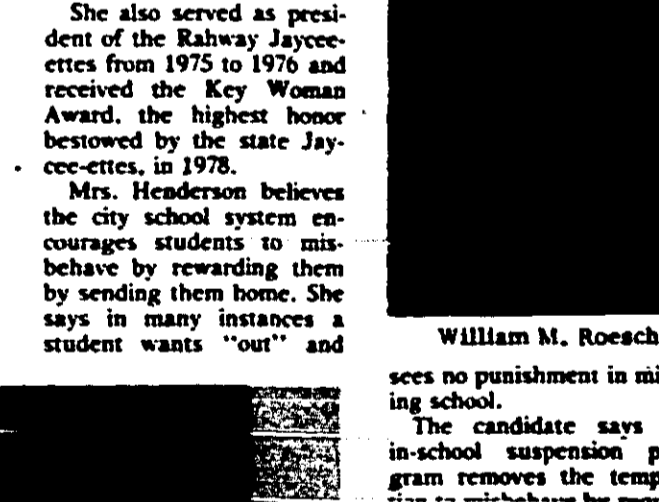 She also served as presi-
dent of the Rahway Jaycee-
ettes from 1975 to 1976 and
received the Key Woman
Award, the highest honor
bestowed by the state Jay-
cee-ettes, in 1978.
Mrs. Henderson believes
the city school system en-
courages students to mis-
behave by rewarding them
by sending them home. She
says in many instances a
student wants "out" and
William M. Roesch
sees no punishment in mi
ing school.
The candidate says
in-school suspension p
gram removes the temp